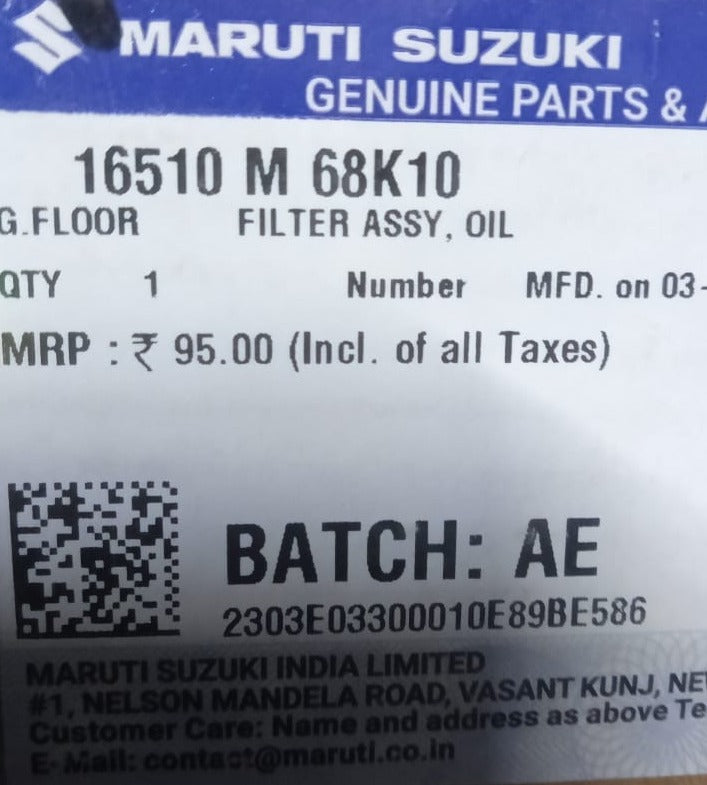 MARUTI SUZUKI
GENUINE PARTS &
16510 M 68K10
G.FLOOR FILTER ASSY, OIL
QTY 1 Number MFD. on 03-
MRP : ₹ 95.00 (Incl. of all Taxes)
BATCH: AE
2303E03300010E89BE586
MARUTI SUZUKI INDIA LIMITED
#1, NELSON MANDELA ROAD, VASANT KUNJ,
Customer Care: Name and address as above
E-Mail: contact@maruti.co.in